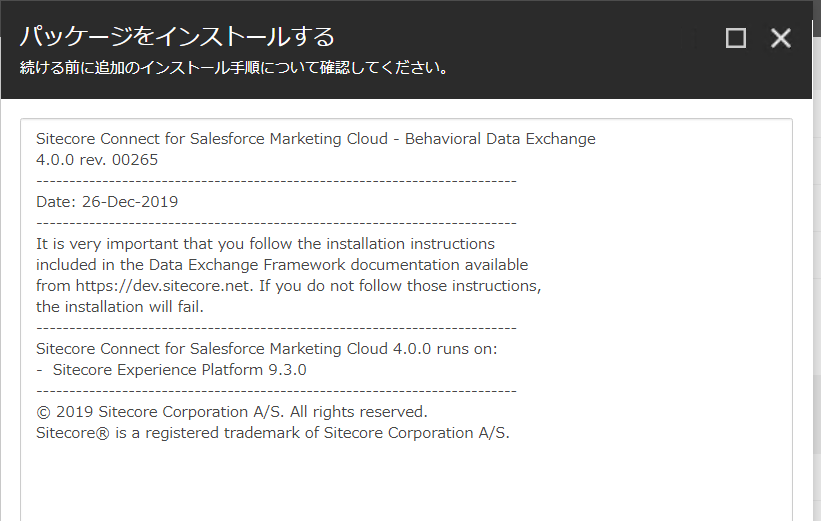 パッケージをインストールする
続ける前に追加のインストール手順について確認してください。
Sitecore Connect for Salesforce Marketing Cloud - Behavioral Data Exchange
4.0.0 rev. 00265
--------------------------------------------------------------------------
Date: 26-Dec-2019
--------------------------------------------------------------------------
It is very important that you follow the installation instructions
included in the Data Exchange Framework documentation available
from https://dev.sitecore.net. If you do not follow those instructions,
the installation will fail.
--------------------------------------------------------------------------
Sitecore Connect for Salesforce Marketing Cloud 4.0.0 runs on:
-  Sitecore Experience Platform 9.3.0
--------------------------------------------------------------------------
© 2019 Sitecore Corporation A/S. All rights reserved.
Sitecore® is a registered trademark of Sitecore Corporation A/S.